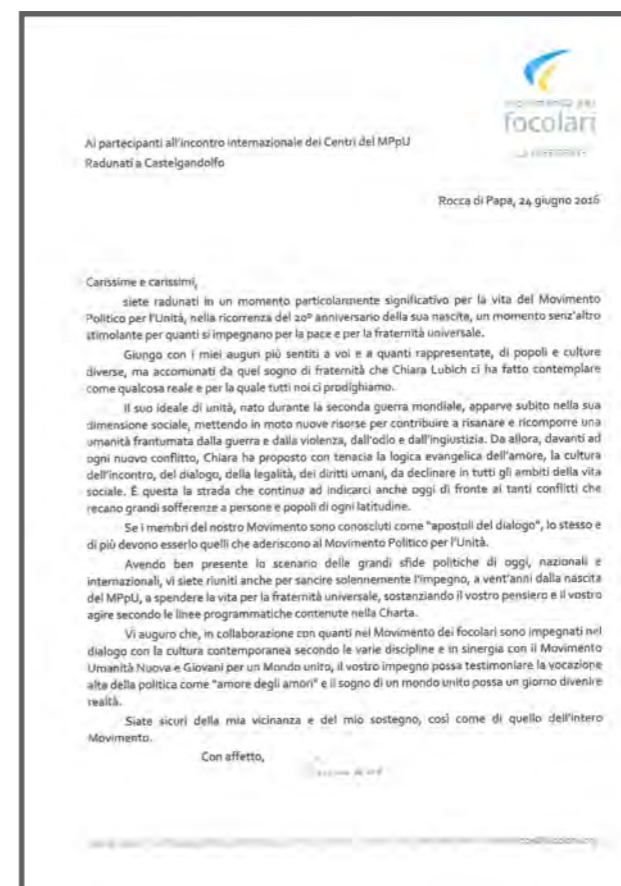 focolari
Ai partecipanti all'incontro internazionale dei Centri del MPpU
Radunati a Castelgandolfo
Rocca di Papa, 24 giugno 2016
Carissime e carissimi,
siete radunati in un momento particolarmente significativo per la vita del Movimento
Politico per l'Unità, nella ricorrenza del 20° anniversario della sua nascita, un momento senz'altro
stimolante per quanti si impegnano per la pace e per la fraternità universale.
Giungo con i miei auguri più sentiti a voi e a quanti rappresentate, di popoli e culture
diverse, ma accomunati da quel sogno di fraternità che Chiara Lubich ci ha fatto contemplare
come qualcosa reale e per la quale tutti noi ci prodighiamo.
Il suo ideale di unità, nato durante la seconda guerra mondiale, apparve subito nella sua
dimensione sociale, mettendo in moto nuove risorse per contribuire a risanare e ricomporre una
umanità frantumata dalla guerra e dalla violenza, dall'odio e dall'ingiustizia. Da allora, davanti ad
ogni nuovo conflitto, Chiara ha proposto con tenacia la logica evangelica dell'amore, la cultura
dell'incontro, del dialogo, della legalità, dei diritti umani, da declinare in tutti gli ambiti della vita
sociale. È questa la strada che continua ad indicarci anche oggi di fronte ai tanti conflitti che
recano grandi sofferenze a persone e popoli di ogni latitudine.
Se i membri del nostro Movimento sono conosciuti come "apostoli del dialogo", lo stesso e
di più devono esserlo quelli che aderiscono al Movimento Politico per l'Unità.
Avendo ben presente lo scenario delle grandi sfide politiche di oggi, nazionali e
internazionali, vi siete riuniti anche per sancire solennemente l'impegno, a vent'anni dalla nascita
del MPpU, a spendere la vita per la fraternità universale, sostanziando il vostro pensiero e il vostro
agire secondo le linee programmatiche contenute nella Charta.
Vi auguro che, in collaborazione con quanti nel Movimento dei focolari sono impegnati nel
dialogo con la cultura contemporanea secondo le varie discipline e in sinergia con il Movimento
Umanità Nuova e Giovani per un Mondo unito, il vostro impegno possa testimoniare la vocazione
alta della politica come "amore degli amori" e il sogno di un mondo unito possa un giorno divenire
realtà.
Siate sicuri della mia vicinanza e del mio sostegno, così come di quello dell'intero
Movimento.
Con affetto,